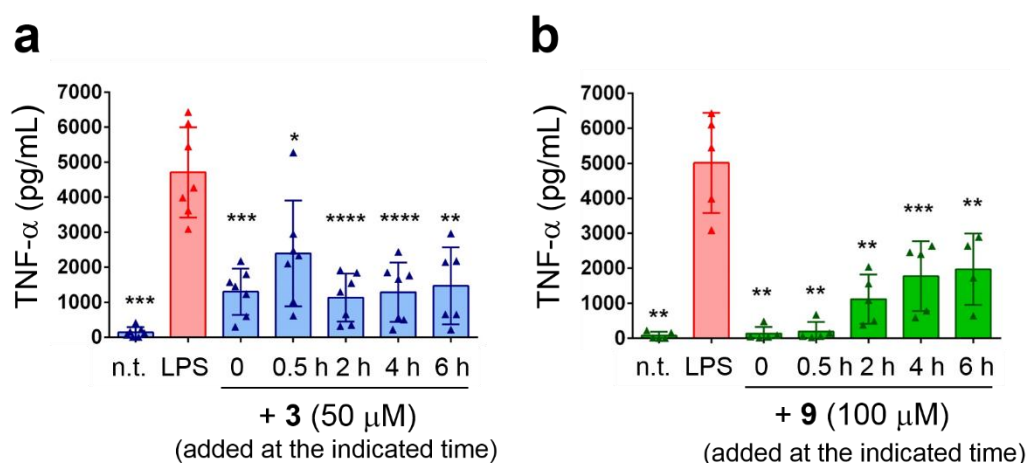 a
TNF-α (pg/mL)
7000
6000
5000
4000
3000
2000
1000
0
***
***
*
****
****
**
n.t. LPS 0 0.5 h 2 h 4 h 6 h
+ 3 (50 μM)
(added at the indicated time)
b
TNF-α (pg/mL)
7000
6000
5000
4000
3000
2000
1000
0
**
**
**
**
***
**
n.t. LPS 0 0.5 h 2 h 4 h 6 h
+ 9 (100 μM)
(added at the indicated time)